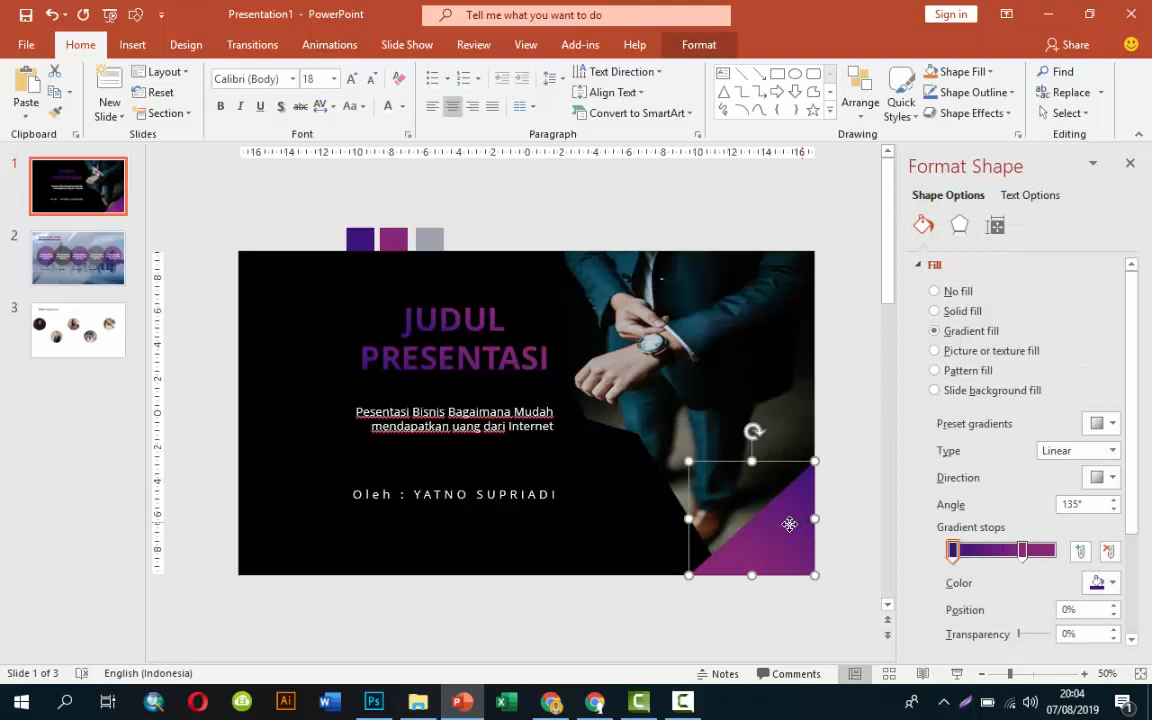 Presentation1 - PowerPoint
Tell me what you want to do
Sign in
File
Home
Insert
Design
Transitions
Animations
Slide Show
Review
View
Add-ins
Help
Format
Share
Paste
Clipboard
New
Slide
Layout
Reset
Section
Slides
Calibri (Body)
18
B I U S abc AV Aa A
Font
Text Direction
Align Text
Convert to SmartArt
Paragraph
Arrange
Quick
Styles
Shape Fill
Shape Outline
Shape Effects
Drawing
Find
Replace
Select
Editing
1
2
3
JUDUL
PRESENTASI
Pesentasi Bisnis Bagaimana Mudah
mendapatkan uang dari Internet
Oleh : YATNO SUPRIADI
Format Shape
Shape Options
Text Options
Fill
No fill
Solid fill
Gradient fill
Picture or texture fill
Pattern fill
Slide background fill
Preset gradients
Type
Linear
Direction
Angle
135°
Gradient stops
Color
Position
0%
Transparency
0%
Slide 1 of 3
English (Indonesia)
Notes
Comments
50%
20:04
07/08/2019